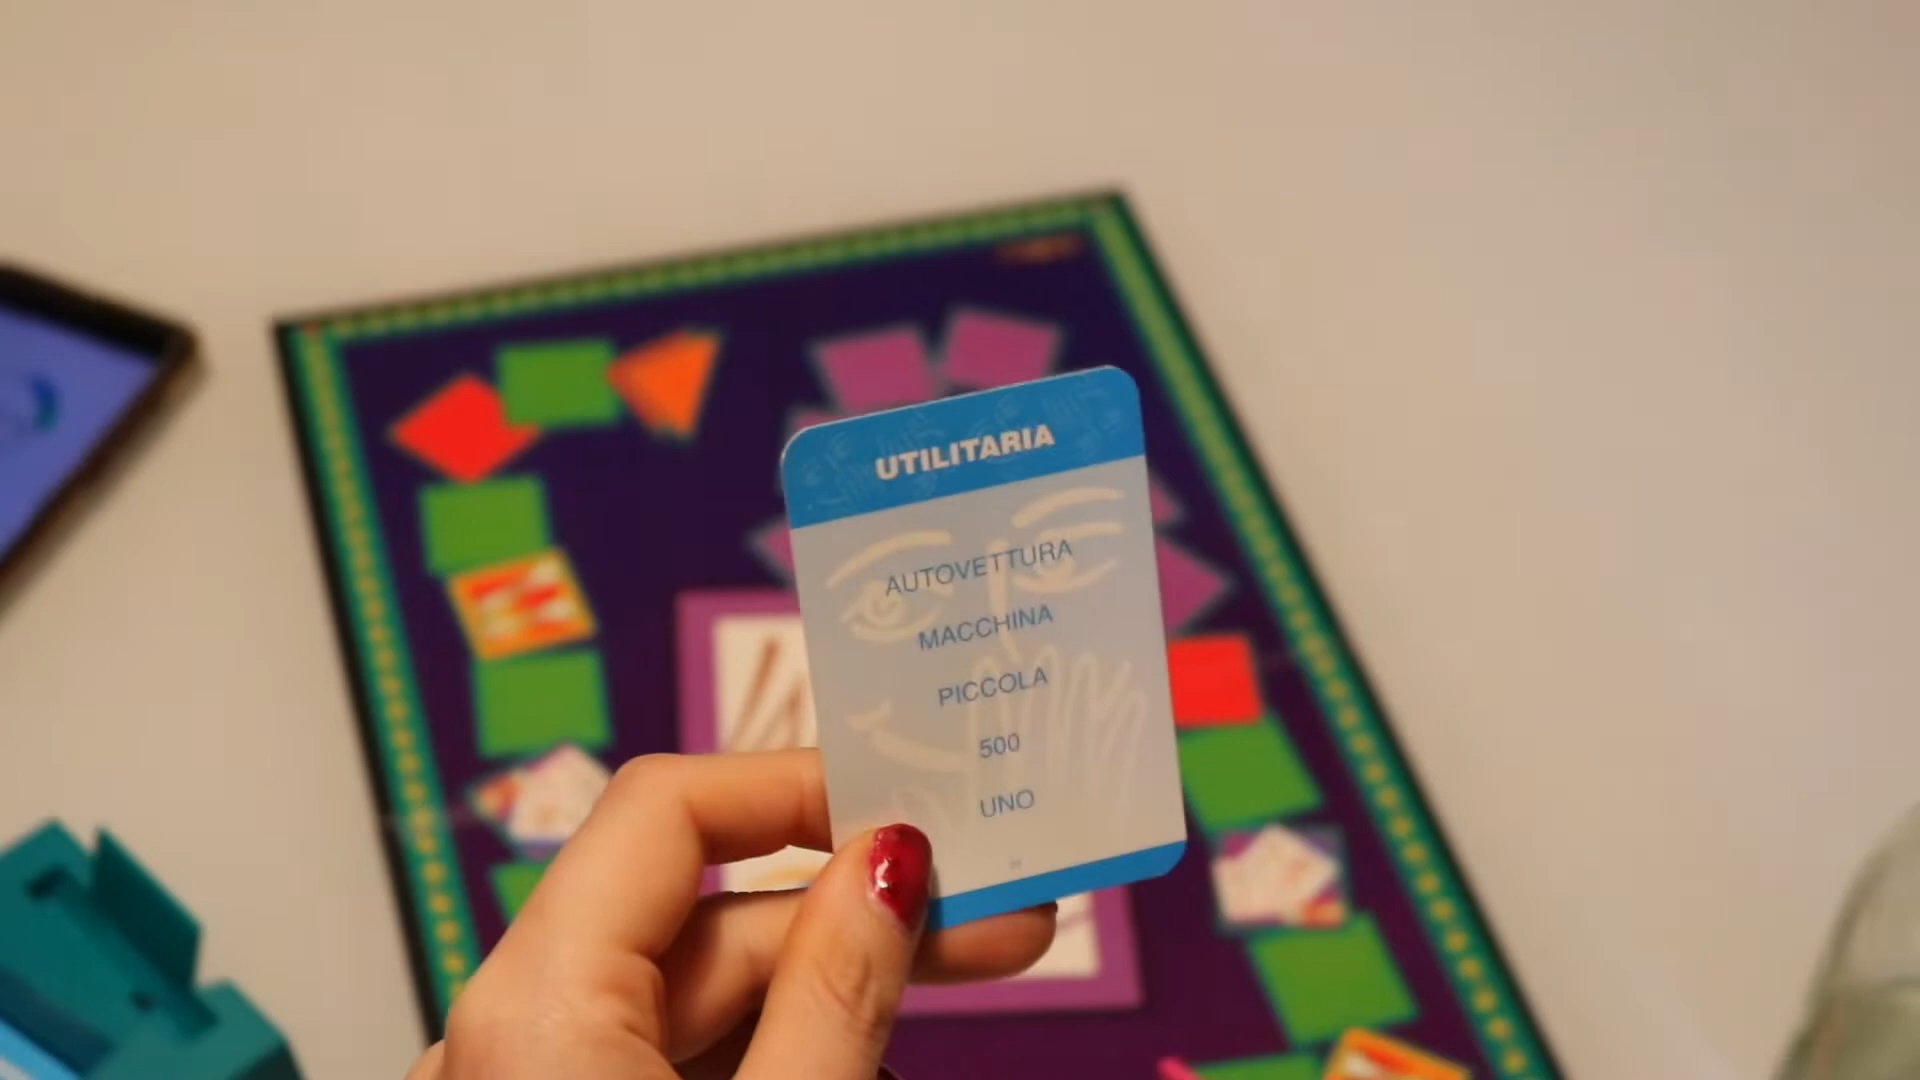 UTILITARIA
AUTOVETTURA
MACCHINA
PICCOLA
500
UNO